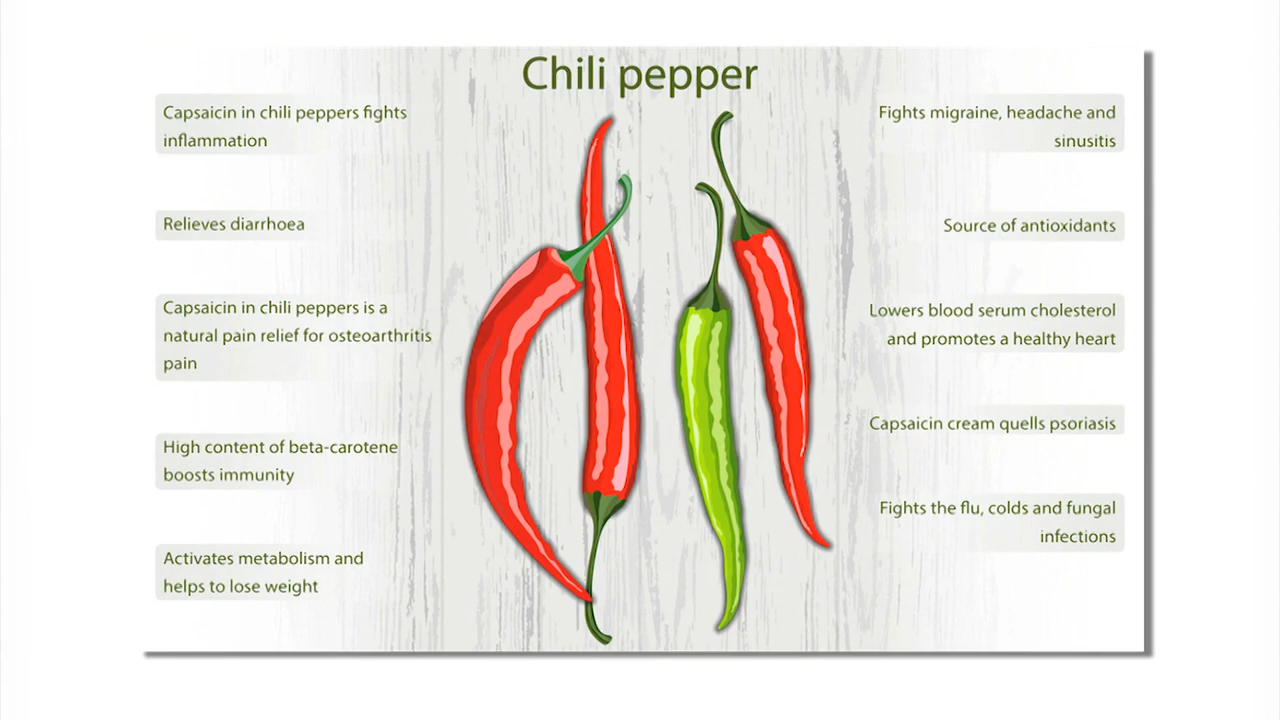 Chili pepper
Capsaicin in chili peppers fights
inflammation
Relieves diarrhoea
Capsaicin in chili peppers is a
natural pain relief for osteoarthritis
pain
High content of beta-carotene
boosts immunity
Activates metabolism and
helps to lose weight
Fights migraine, headache and
sinusitis
Source of antioxidants
Lowers blood serum cholesterol
and promotes a healthy heart
Capsaicin cream quells psoriasis
Fights the flu, colds and fungal
infections